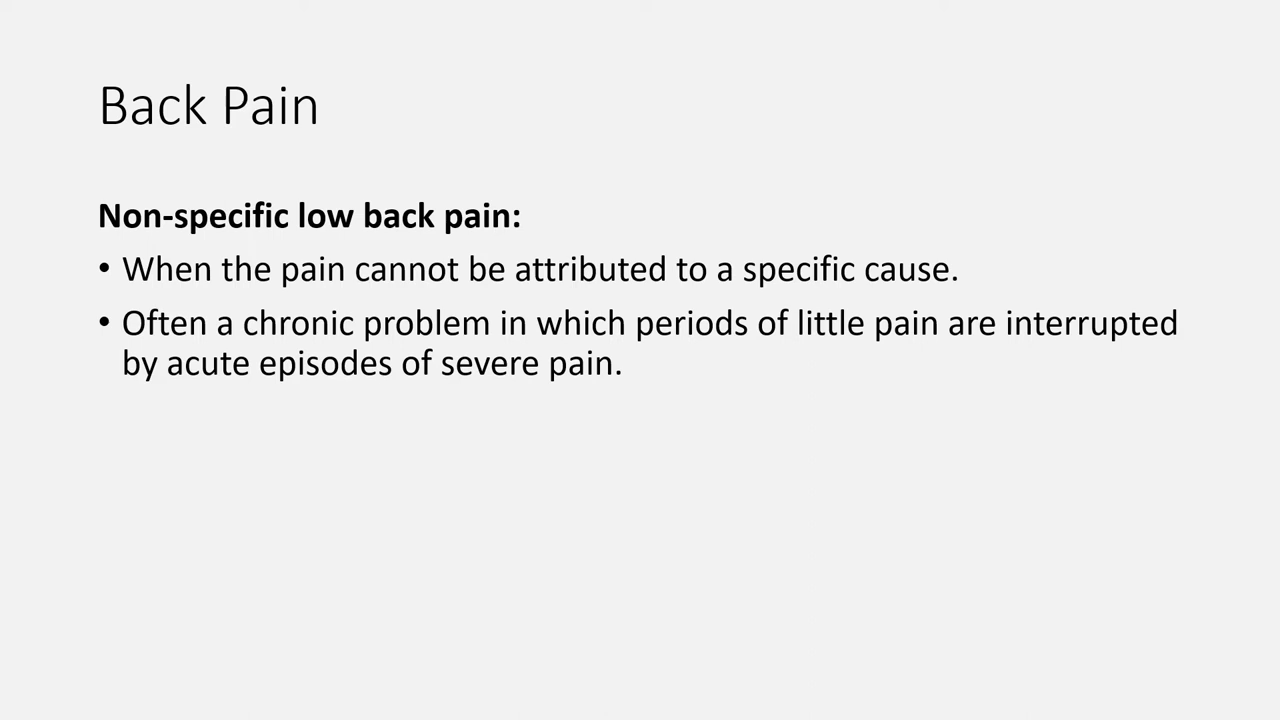 Back Pain
Non-specific low back pain:
• When the pain cannot be attributed to a specific cause.
• Often a chronic problem in which periods of little pain are interrupted
by acute episodes of severe pain.